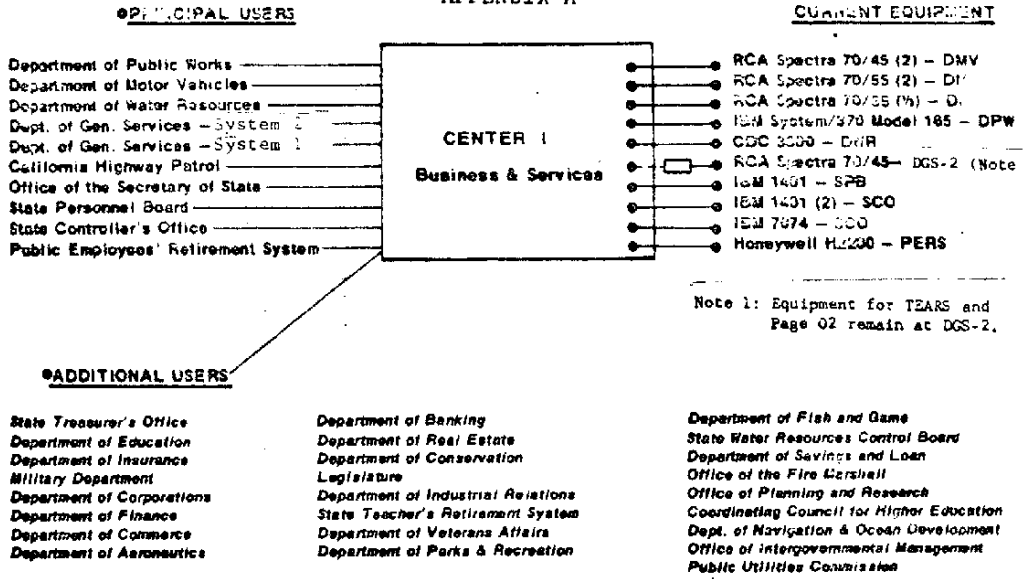 APPENDIX A
PRINCIPAL USERS
Department of Public Works
Department of Motor Vehicles
Department of Water Resources
Dept. of Gen. Services – System 1
Dept. of Gen. Services – System 1
California Highway Patrol
Office of the Secretary of State
State Personnel Board
State Controller's Office
Public Employees' Retirement System
CENTER I
Business & Services
CURRENT EQUIPMENT
RCA Spectra 70/45 (2) – DMV
RCA Spectra 70/55 (2) –
RCA Spectra
IBM System/370 Model 165 – DPW
CDC 3300 – DWR
RCA Spectra 70/45 – DGS-2 (Note
IBM 1401 – SPB
IBM 1401 (2) – SCO
IBM 7074 – SCO
Honeywell H2200 – PERS
Note 1: Equipment for TEARS and
Page 02 remain at DGS-2.
ADDITIONAL USERS
State Treasurer's Office
Department of Education
Department of Insurance
Military Department
Department of Corporations
Department of Finance
Department of Commerce
Department of Aeronautics
Department of Banking
Department of Real Estate
Department of Conservation
Legislature
Department of Industrial Relations
State Teacher's Retirement System
Department of Veterans Affairs
Department of Parks & Recreation
Department of Fish and Game
State Water Resources Control Board
Department of Savings and Loan
Office of the Fire Marshall
Office of Planning and Research
Coordinating Council for Higher Education
Dept. of Navigation & Ocean Development
Office of Intergovernmental Management
Public Utilities Commission